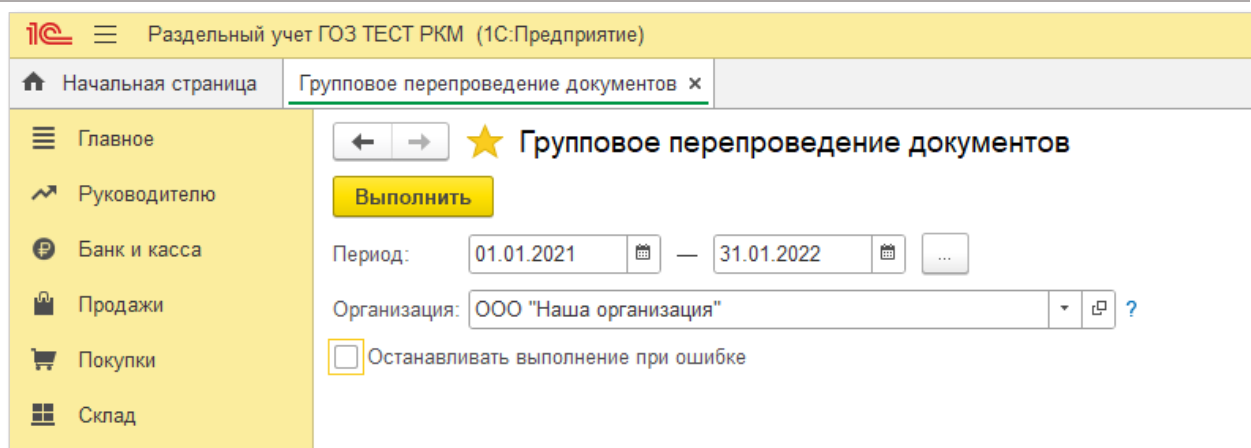 1С Раздельный учет ГОЗ ТЕСТ РКМ (1С:Предприятие)
Начальная страница Групповое перепроведение документов ×
Главное
Руководителю
Банк и касса
Продажи
Покупки
Склад
← → Групповое перепроведение документов
Выполнить
Период: 01.01.2021 — 31.01.2022 ...
Организация: ООО "Наша организация" ?
Останавливать выполнение при ошибке